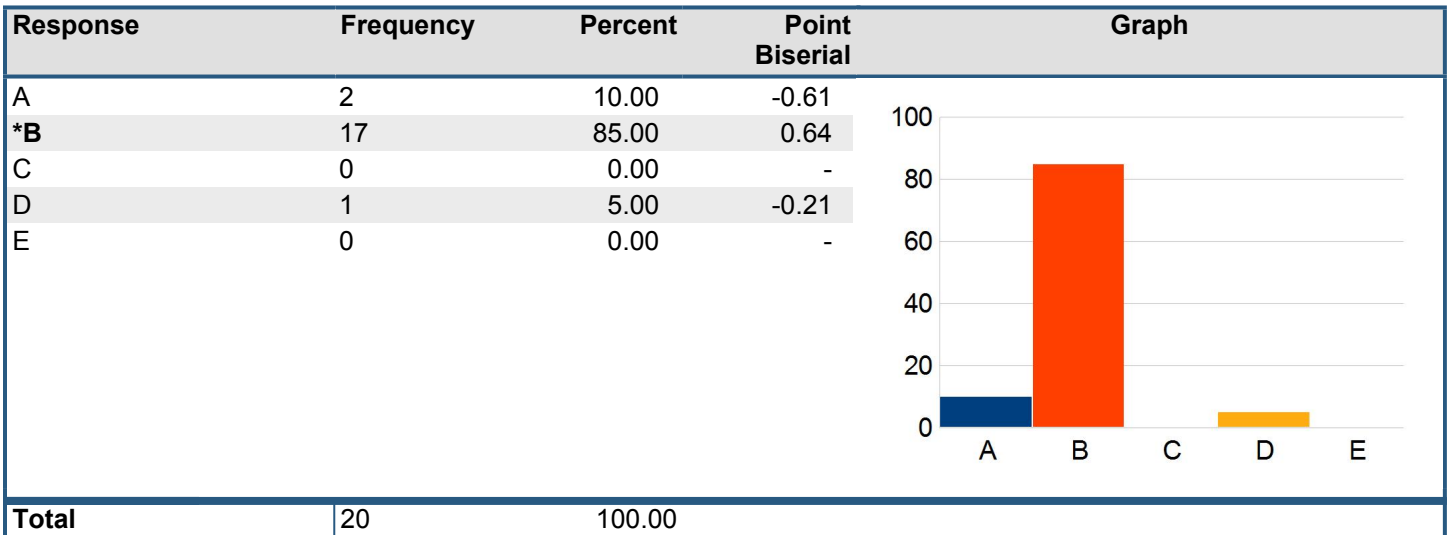 Response Frequency Percent Point Biserial Graph
A 2 10.00 -0.61
*B 17 85.00 0.64
C 0 0.00 -
D 1 5.00 -0.21
E 0 0.00 -
100
80
60
40
20
0
A B C D E
Total 20 100.00